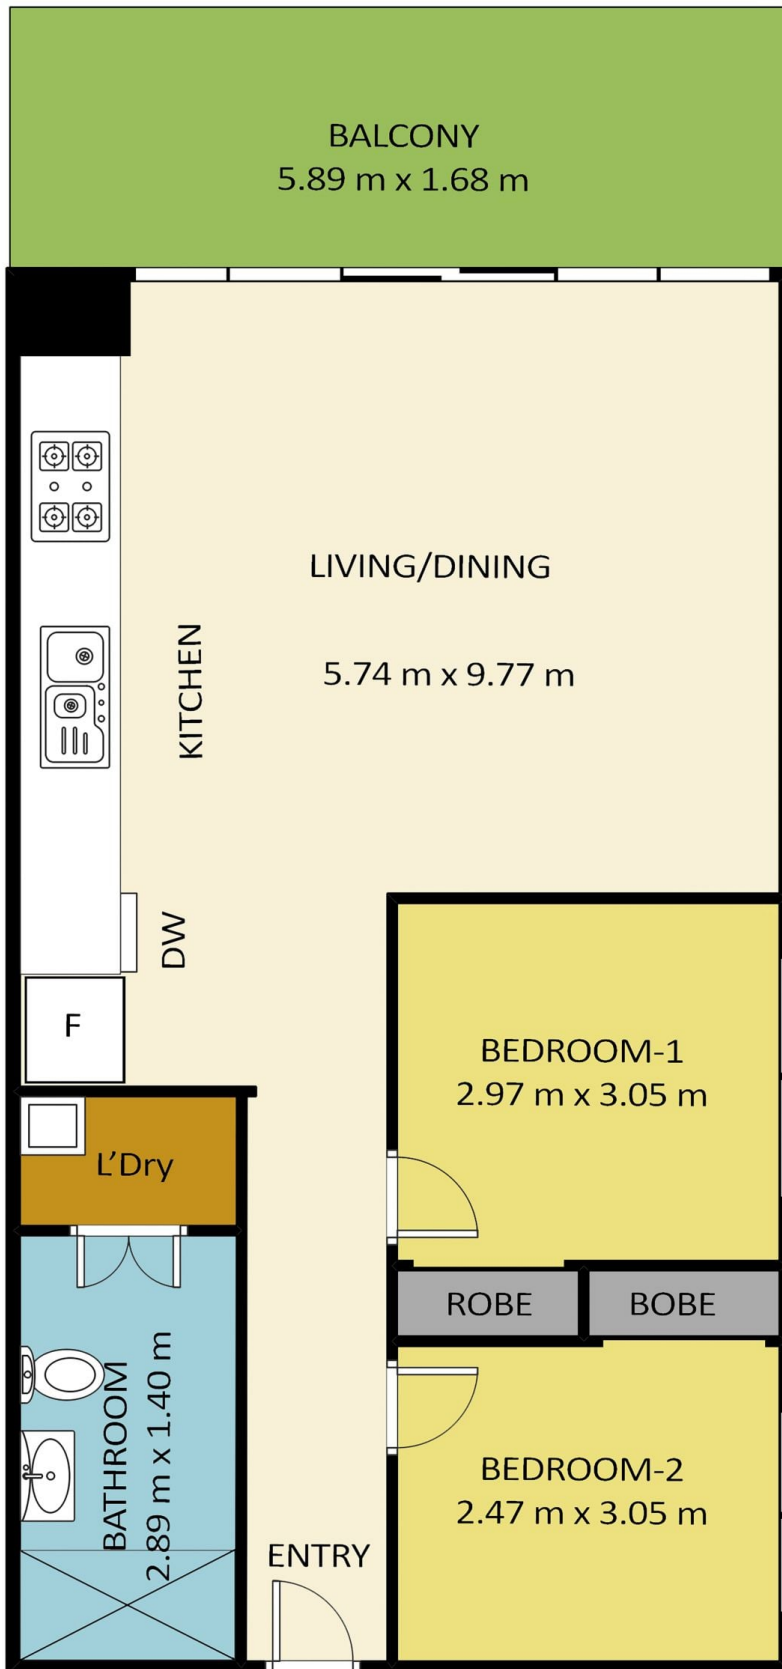 BALCONY
5.89 m x 1.68 m
LIVING/DINING
5.74 m x 9.77 m
KITCHEN
DW
F
BEDROOM-1
2.97 m x 3.05 m
L'Dry
ROBE
BOBE
BATHROOM
2.89 m x 1.40 m
BEDROOM-2
2.47 m x 3.05 m
ENTRY